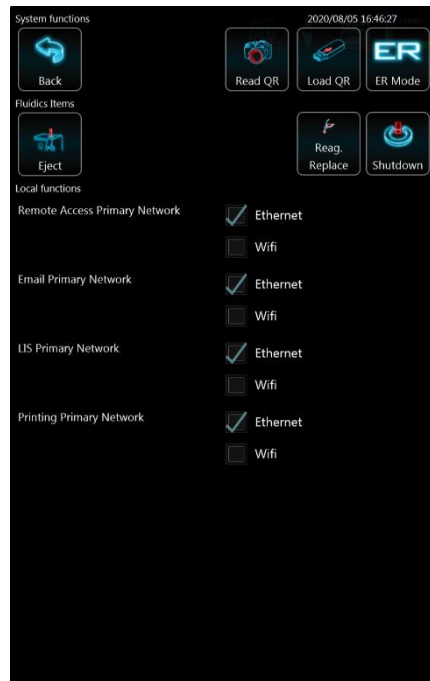 System functions
2020/08/05 16:46:27
ER
Back
Read QR
Load QR
ER Mode
Fluidics Items
Eject
Reag.
Replace
Shutdown
Local functions
Remote Access Primary Network
Ethernet
Wifi
Email Primary Network
Ethernet
Wifi
LIS Primary Network
Ethernet
Wifi
Printing Primary Network
Ethernet
Wifi